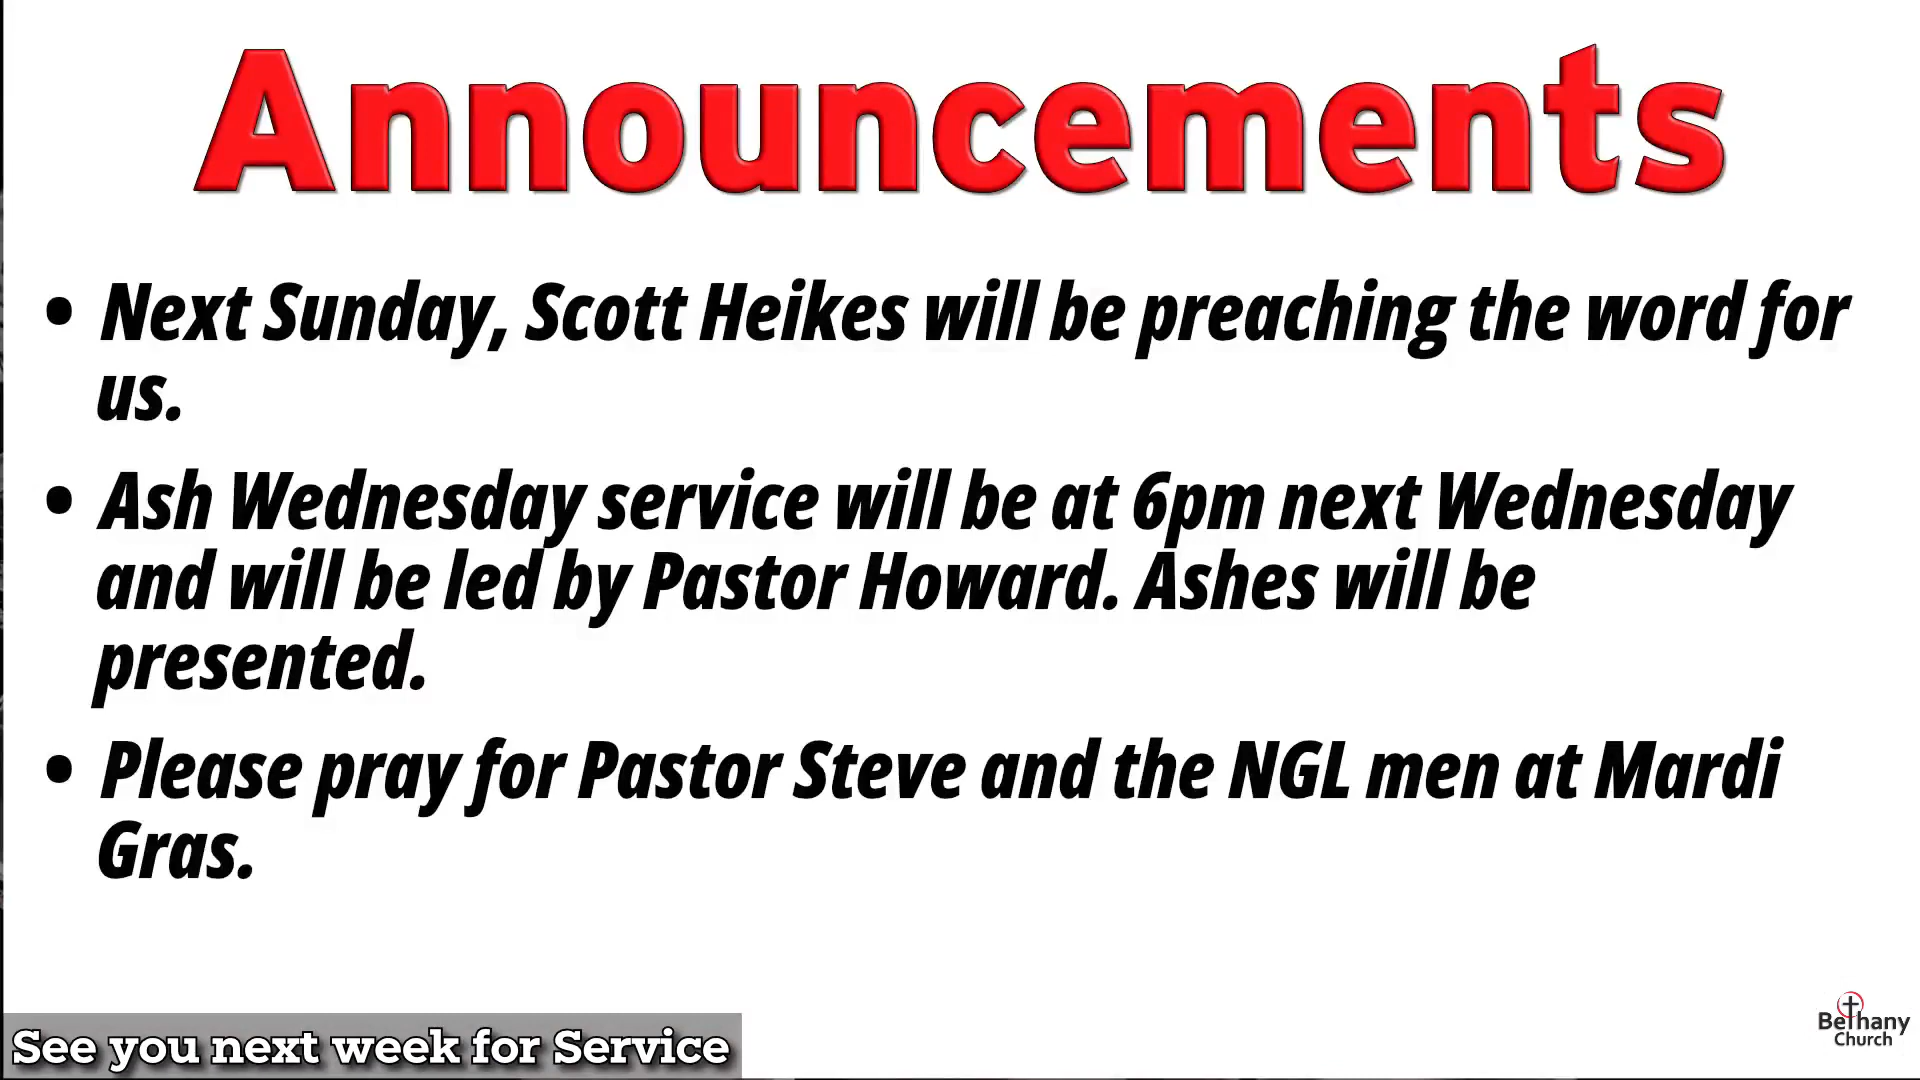 Announcements
• Next Sunday, Scott Heikes will be preaching the word for
us.
• Ash Wednesday service will be at 6pm next Wednesday
and will be led by Pastor Howard. Ashes will be
presented.
• Please pray for Pastor Steve and the NGL men at Mardi
Gras.
See you next week for Service
Bethany
Church